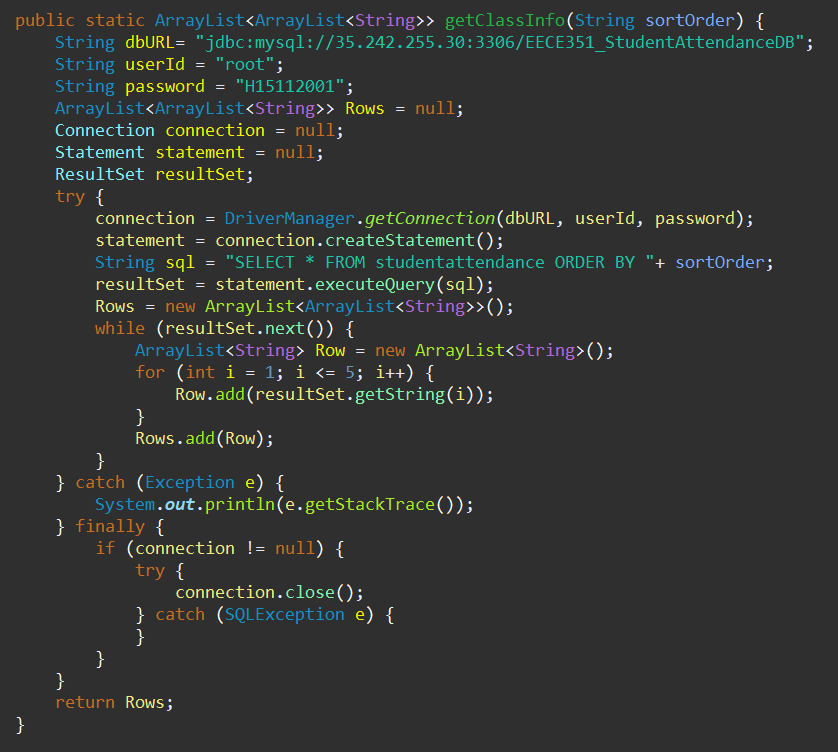 public static ArrayList<ArrayList<String>> getClassInfo(String sortOrder) {
    String dbURL= "jdbc:mysql://35.242.255.30:3306/EECE351_StudentAttendanceDB";
    String userId = "root";
    String password = "H15112001";
    ArrayList<ArrayList<String>> Rows = null;
    Connection connection = null;
    Statement statement = null;
    ResultSet resultSet;
    try {
        connection = DriverManager.getConnection(dbURL, userId, password);
        statement = connection.createStatement();
        String sql = "SELECT * FROM studentattendance ORDER BY "+ sortOrder;
        resultSet = statement.executeQuery(sql);
        Rows = new ArrayList<ArrayList<String>>();
        while (resultSet.next()) {
            ArrayList<String> Row = new ArrayList<String>();
            for (int i = 1; i <= 5; i++) {
                Row.add(resultSet.getString(i));
            }
            Rows.add(Row);
        }
    } catch (Exception e) {
        System.out.println(e.getStackTrace());
    } finally {
        if (connection != null) {
            try {
                connection.close();
            } catch (SQLException e) {
            }
        }
    }
    return Rows;
}